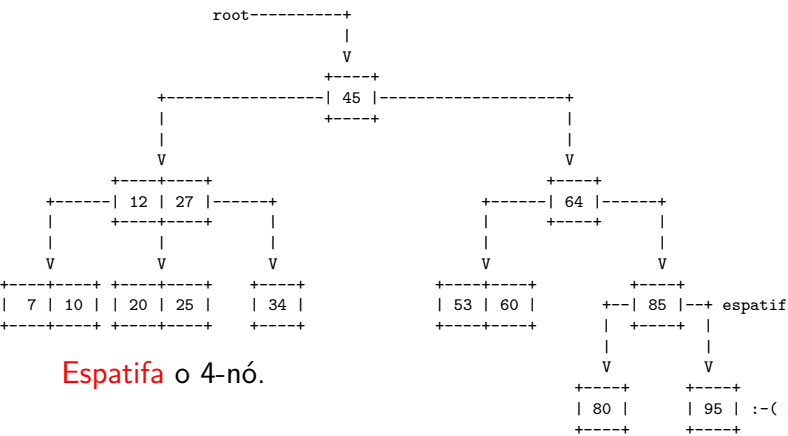 root-----------+
|
V
+----+
+-----------------| 45 |--------------------+
| +----+ |
| |
V V
+----+----+ +----+
+------| 12 | 27 |------+ +------| 64 |------+
| +----+----+ | | +----+ |
| | | | |
V V V V V
+----+----+ +----+----+ +----+ +----+----+ +----+
| 7 | 10 | | 20 | 25 | | 34 | | 53 | 60 | +--| 85 |--+ espatif
+----+----+ +----+----+ +----+ +----+----+ | +----+ |
| |
Espatifa o 4-nó. V V
+----+ +----+
| 80 | | 95 | :-(
+----+ +----+